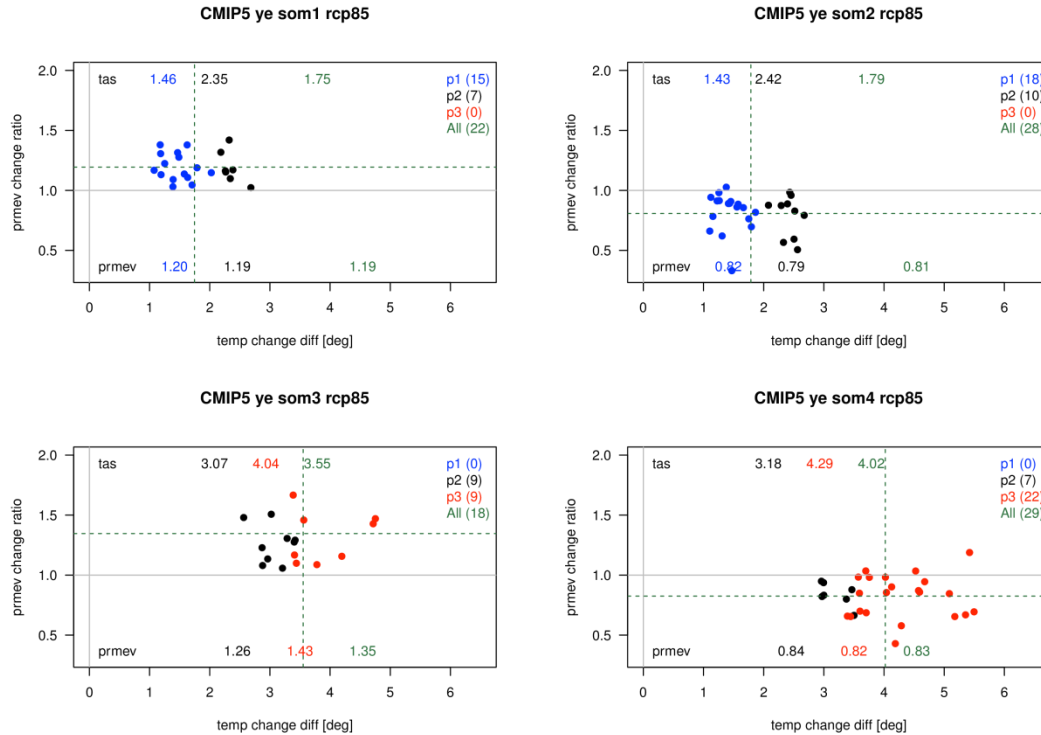 CMIP5 ye som1 rcp85
2.0
1.5
1.0
0.5
prmev change ratio
tas 1.46 2.35 1.75 p1 (15)
p2 (7)
p3 (0)
All (22)
prmev 1.20 1.19 1.19
0 1 2 3 4 5 6
temp change diff [deg]
CMIP5 ye som2 rcp85
2.0
1.5
1.0
0.5
prmev change ratio
tas 1.43 2.42 1.79 p1 (18)
p2 (10)
p3 (0)
All (28)
prmev 0.82 0.79 0.81
0 1 2 3 4 5 6
temp change diff [deg]
CMIP5 ye som3 rcp85
2.0
1.5
1.0
0.5
prmev change ratio
tas 3.07 4.04 3.55 p1 (0)
p2 (9)
p3 (9)
All (18)
prmev 1.26 1.43 1.35
0 1 2 3 4 5 6
temp change diff [deg]
CMIP5 ye som4 rcp85
2.0
1.5
1.0
0.5
prmev change ratio
tas 3.18 4.29 4.02 p1 (0)
p2 (7)
p3 (22)
All (29)
prmev 0.84 0.82 0.83
0 1 2 3 4 5 6
temp change diff [deg]